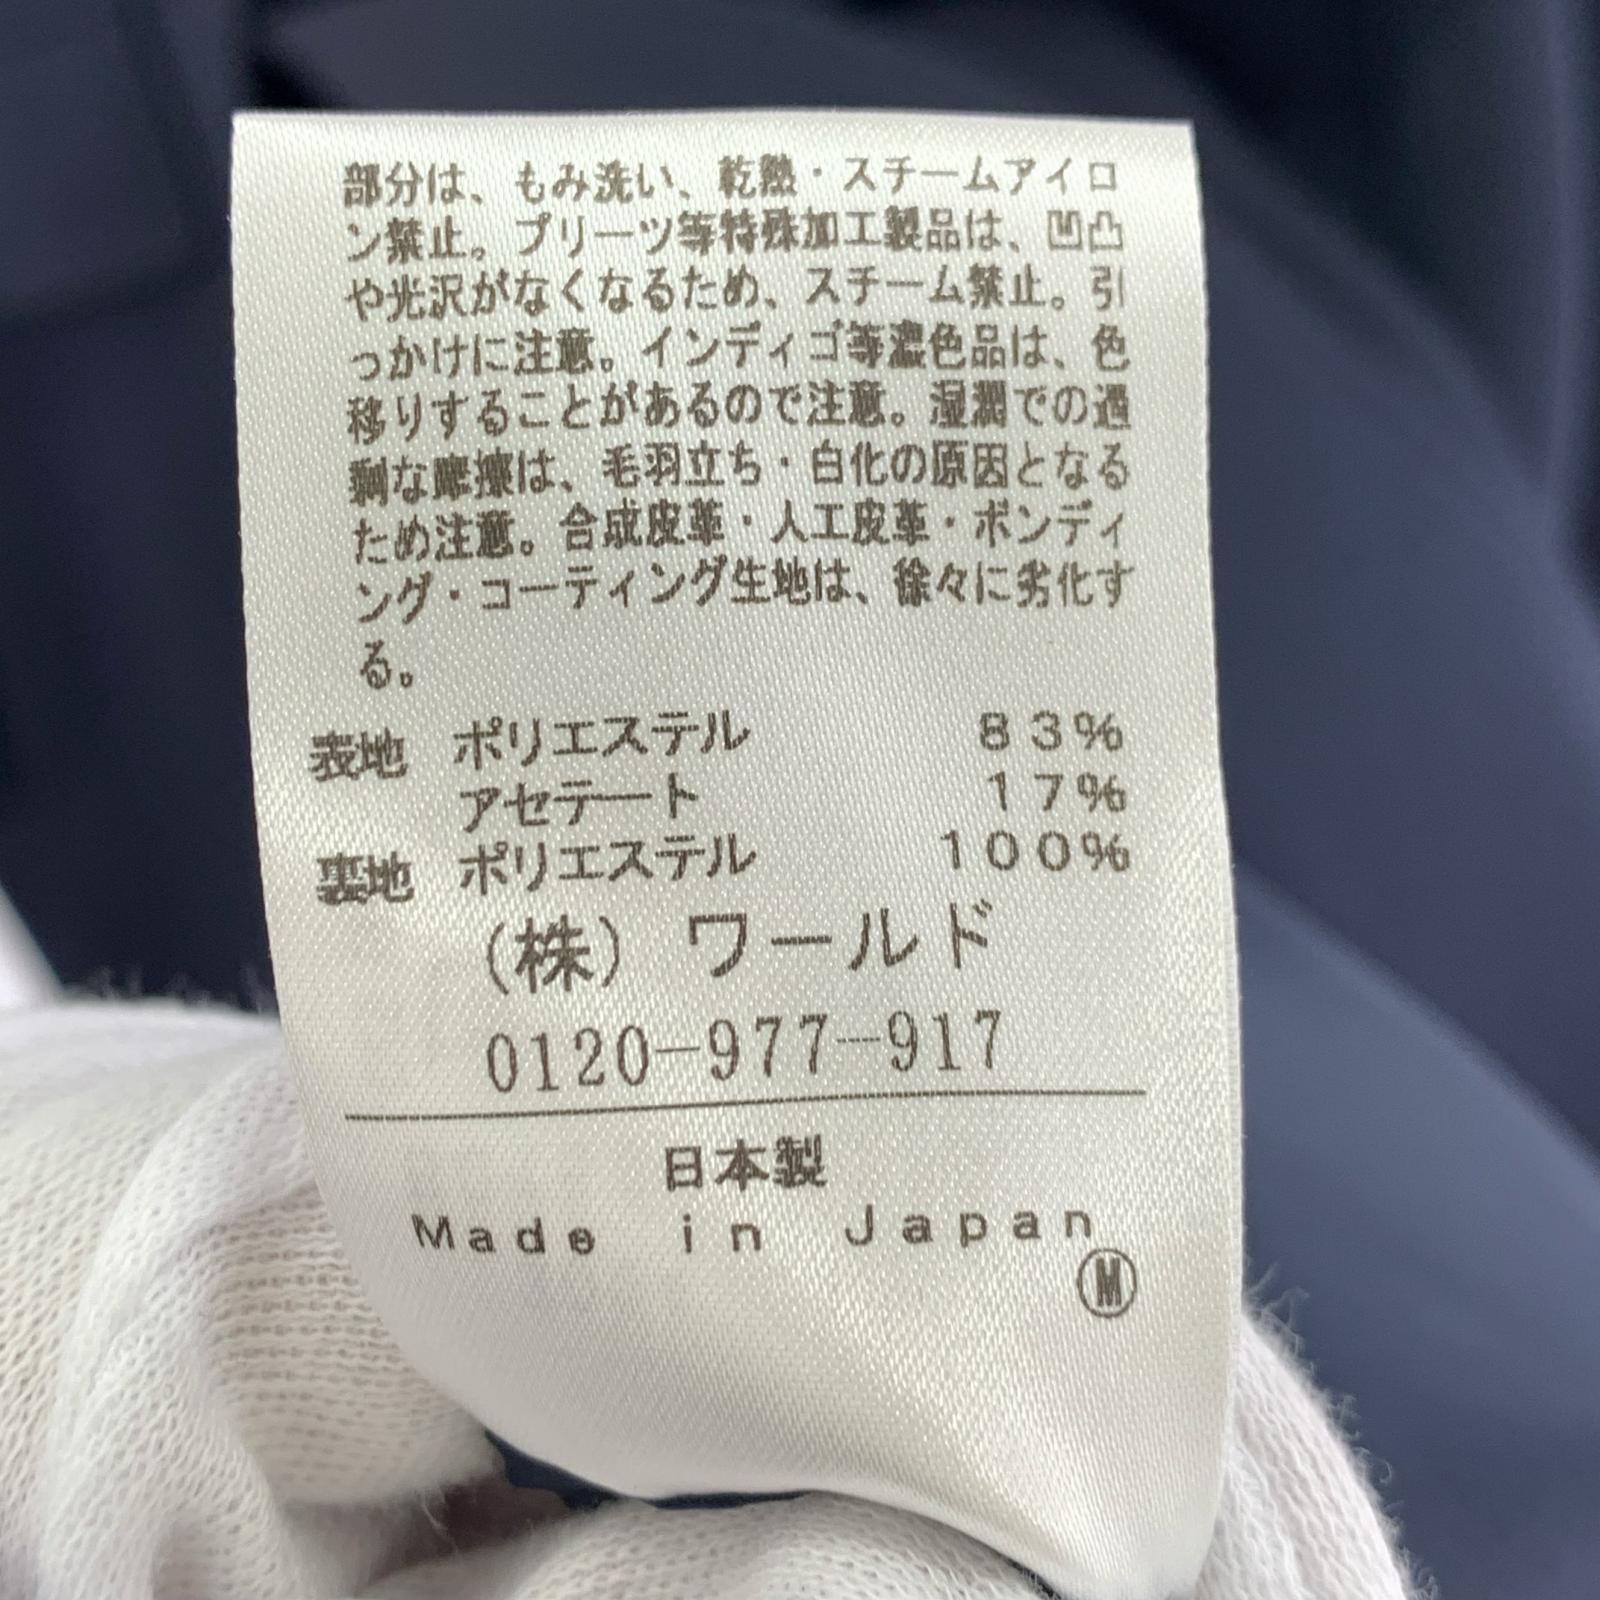 部分は、もみ洗い、乾熱・スチームアイロ
ン禁止。プリーツ等特殊加工製品は、凹凸
や光沢がなくなるため、スチーム禁止。引
っかけに注意。インディゴ等濃色品は、色
移りすることがあるので注意。湿潤での過
剰な摩擦は、毛羽立ち・白化の原因となる
ため注意。合成皮革・人工皮革・ボンディ
ング・コーティング生地は、徐々に劣化す
る。
表地 ポリエステル 83%
アセテート 17%
裏地 ポリエステル 100%
(株) ワールド
0120-977-917
日本製
Made in Japan
Ⓜ